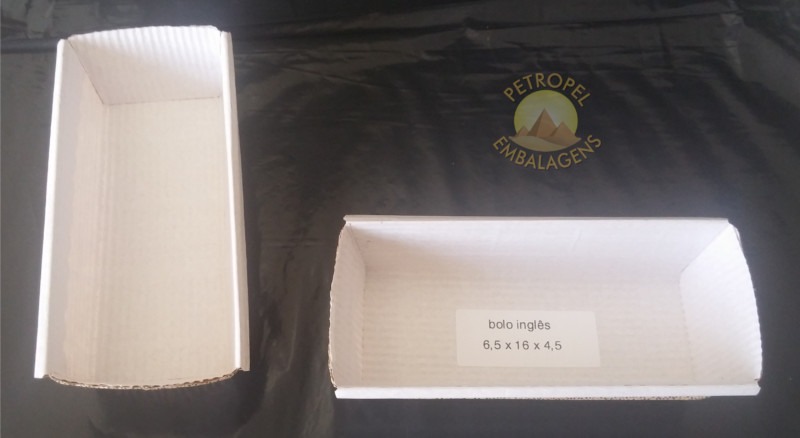 PETROPEL
EMBALAGENS
bolo inglês
6,5 x 16 x 4,5